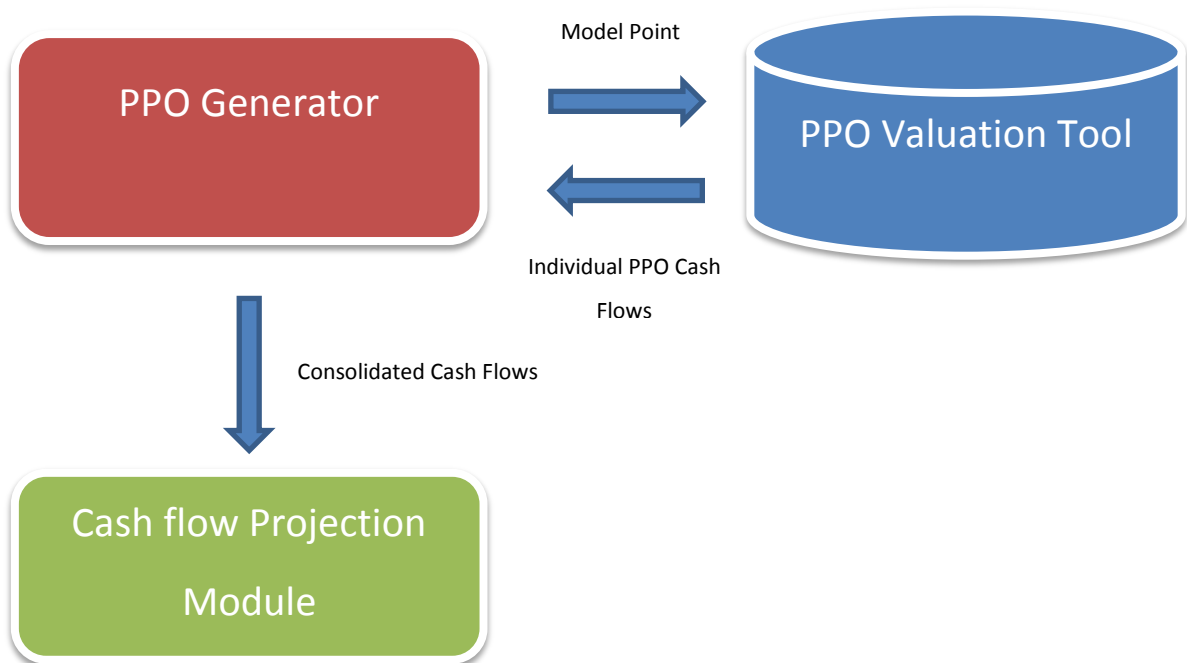 Model Point
PPO Generator
PPO Valuation Tool
Individual PPO Cash
Flows
Consolidated Cash Flows
Cash flow Projection
Module